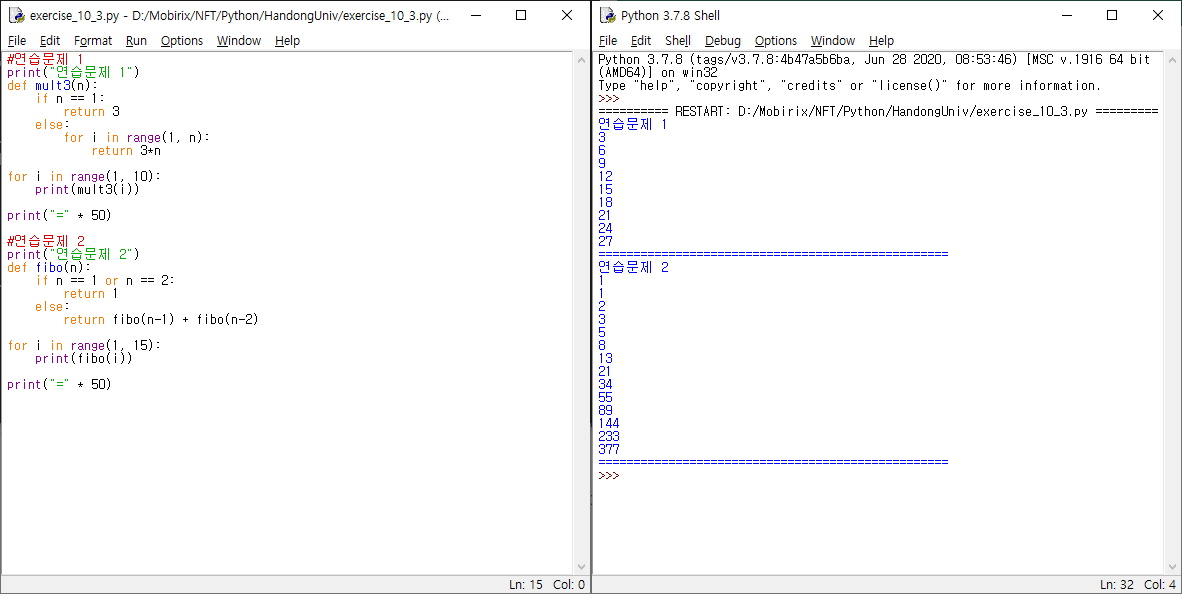 exercise_10_3.py - D:/Mobirix/NFT/Python/HandongUniv/exercise_10_3.py (...
File Edit Format Run Options Window Help
#연습문제 1
print("연습문제 1")
def mult3(n):
    if n == 1:
        return 3
    else:
        for i in range(1, n):
            return 3*n

for i in range(1, 10):
    print(mult3(i))

print("=" * 50)

#연습문제 2
print("연습문제 2")
def fibo(n):
    if n == 1 or n == 2:
        return 1
    else:
        return fibo(n-1) + fibo(n-2)

for i in range(1, 15):
    print(fibo(i))

print("=" * 50)
Ln: 15 Col: 0
Python 3.7.8 Shell
File Edit Shell Debug Options Window Help
Python 3.7.8 (tags/v3.7.8:4b47a5b6ba, Jun 28 2020, 08:53:46) [MSC v.1916 64 bit
(AMD64)] on win32
Type "help", "copyright", "credits" or "license()" for more information.
>>>
========== RESTART: D:/Mobirix/NFT/Python/HandongUniv/exercise_10_3.py =========
연습문제 1
3
6
9
12
15
18
21
24
27
==================================================
연습문제 2
1
1
2
3
5
8
13
21
34
55
89
144
233
377
==================================================
>>>
Ln: 32 Col: 4